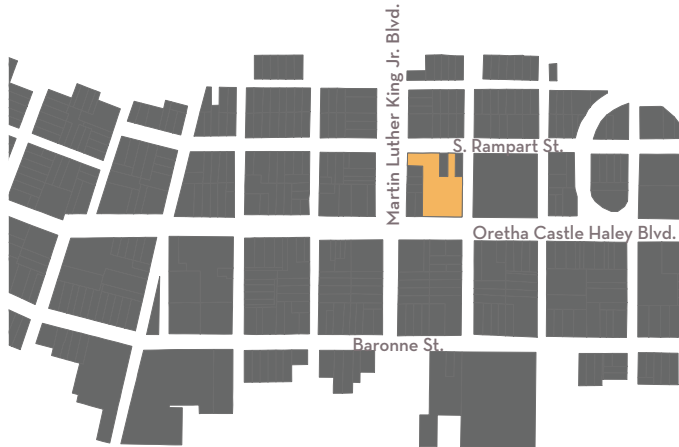 Martin Luther King Jr. Blvd.
S. Rampart St.
Oretha Castle Haley Blvd.
Baronne St.